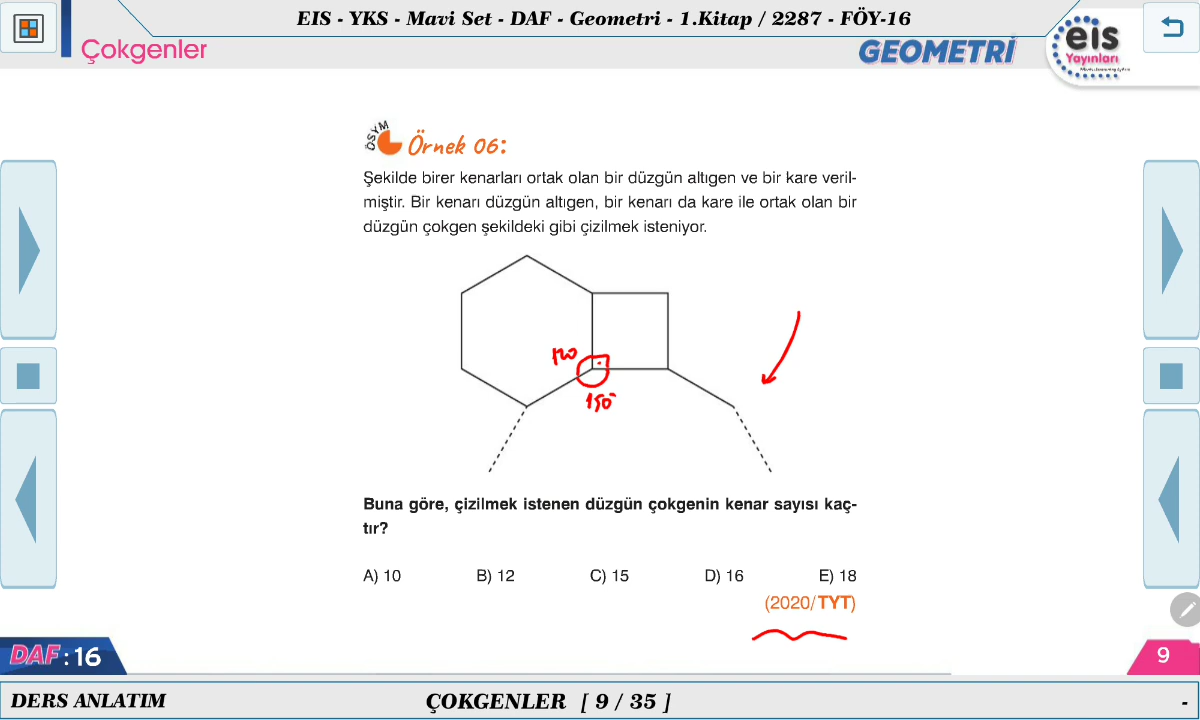 EIS - YKS - Mavi Set - DAF - Geometri - 1.Kitap / 2287 - FÖY-16
Çokgenler
GEOMETRİ
eis
Yayınları
ÖSYM
Örnek 06:
Şekilde birer kenarları ortak olan bir düzgün altıgen ve bir kare veril-
miştir. Bir kenarı düzgün altıgen, bir kenarı da kare ile ortak olan bir
düzgün çokgen şekildeki gibi çizilmek isteniyor.
120
150°
Buna göre, çizilmek istenen düzgün çokgenin kenar sayısı kaç-
tır?
A) 10 B) 12 C) 15 D) 16 E) 18
(2020/TYT)
DAF : 16
9
DERS ANLATIM ÇOKGENLER [ 9 / 35 ] -